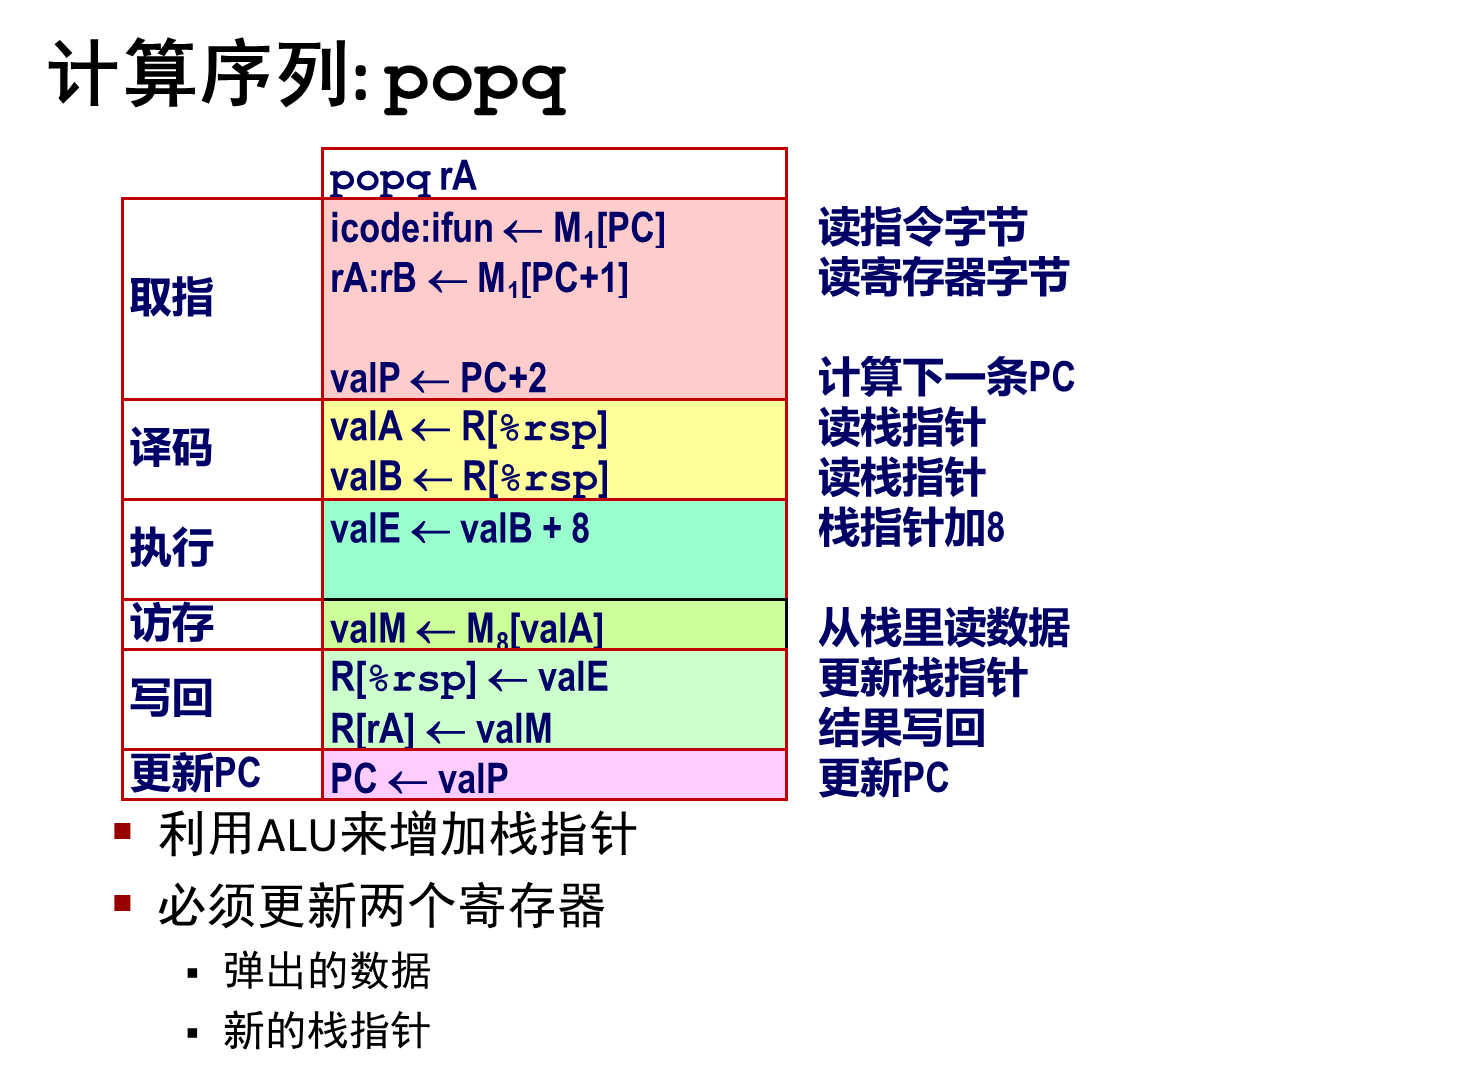 计算序列: popq
popq rA
取指
icode:ifun ← M₁[PC] 读指令字节
rA:rB ← M₁[PC+1] 读寄存器字节
valP ← PC+2 计算下一条PC
译码
valA ← R[%rsp] 读栈指针
valB ← R[%rsp] 读栈指针
执行
valE ← valB + 8 栈指针加8
访存
valM ← M₈[valA] 从栈里读数据
写回
R[%rsp] ← valE 更新栈指针
R[rA] ← valM 结果写回
更新PC
PC ← valP 更新PC
▪ 利用ALU来增加栈指针
▪ 必须更新两个寄存器
▪ 弹出的数据
▪ 新的栈指针